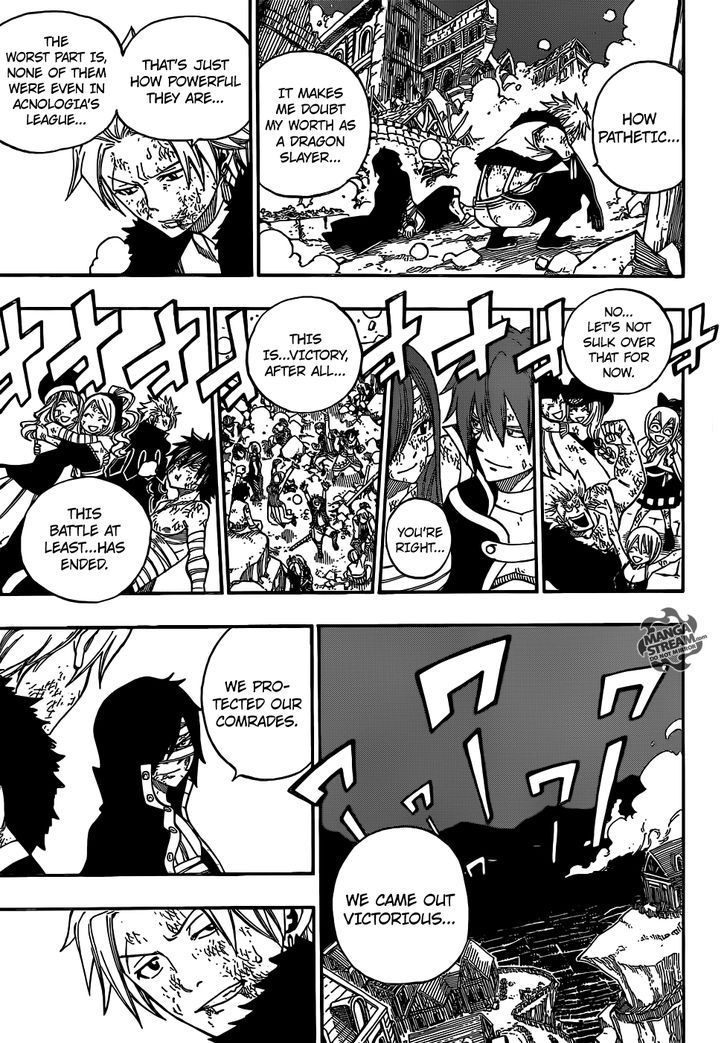 HOW
PATHETIC...
IT MAKES
ME DOUBT
MY WORTH AS
A DRAGON
SLAYER...
THAT'S JUST
HOW POWERFUL
THEY ARE...
THE
WORST PART IS,
NONE OF THEM
WERE EVEN IN
ACNOLOGIA'S
LEAGUE...
NO...
LET'S NOT
SULK OVER
THAT FOR
NOW.
YOU'RE
RIGHT...
THIS
IS...VICTORY,
AFTER ALL...
THIS
BATTLE AT
LEAST...HAS
ENDED.
MANGA
STREAM
DO NOT MIRROR
WE CAME OUT
VICTORIOUS...
WE PRO-
TECTED OUR
COMRADES.